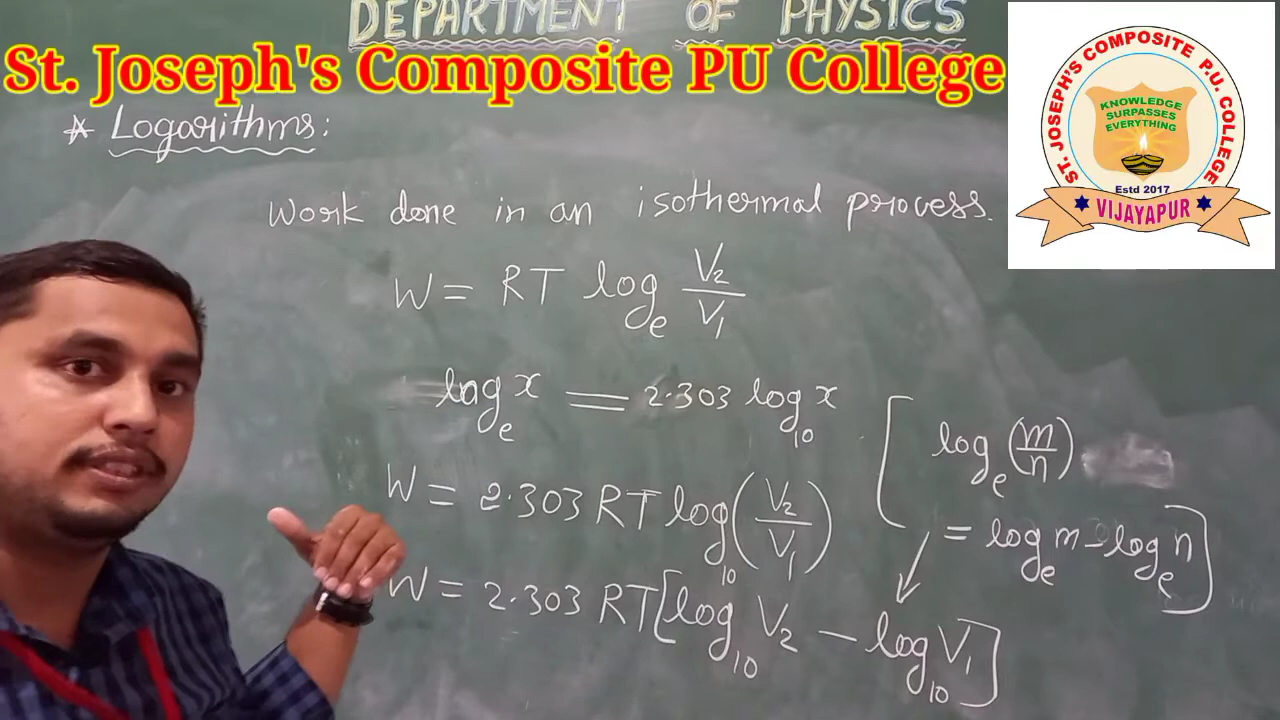 DEPARTMENT OF PHYSICS
St. Joseph's Composite PU College
ST. JOSEPH'S COMPOSITE P.U. COLLEGE
KNOWLEDGE
SURPASSES
EVERYTHING
Estd 2017
VIJAYAPUR
* Logarithms:
Work done in an isothermal process.
W = RT logₑ V₂/V₁
logₑ x = 2.303 log₁₀ x
[logₑ (m/n)
= logₑ m - logₑ n]
W = 2.303 RT log₁₀ (V₂/V₁)
W = 2.303 RT [log₁₀ V₂ - log₁₀ V₁]